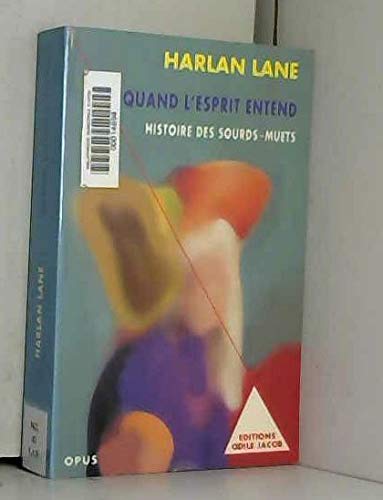 HARLAN LANE
QUAND L'ESPRIT ENTEND
HISTOIRE DES SOURDS-MUETS
EDITIONS
ODILE JACOB
OPUS
HARLAN LANE